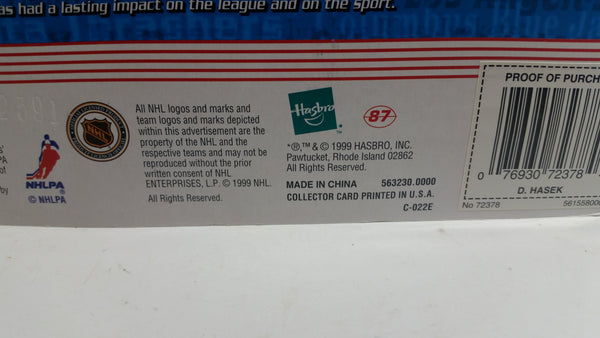 as had a lasting impact on the league and on the sport.
NHL
NHLPA
© NHLPA
All NHL logos and marks and
team logos and marks depicted
within this advertisement are the
property of the NHL and the
respective teams and may not be
reproduced without the prior
written consent of NHL
ENTERPRISES, L.P. © 1999 NHL.
All Rights Reserved.
Hasbro
87
*®,™& © 1999 HASBRO, INC.
Pawtucket, Rhode Island 02862
All Rights Reserved.
MADE IN CHINA 563230.0000
COLLECTOR CARD PRINTED IN U.S.A.
C-022E
PROOF OF PURCH
0 76930 72378
D. HASEK
No 72378 561558000